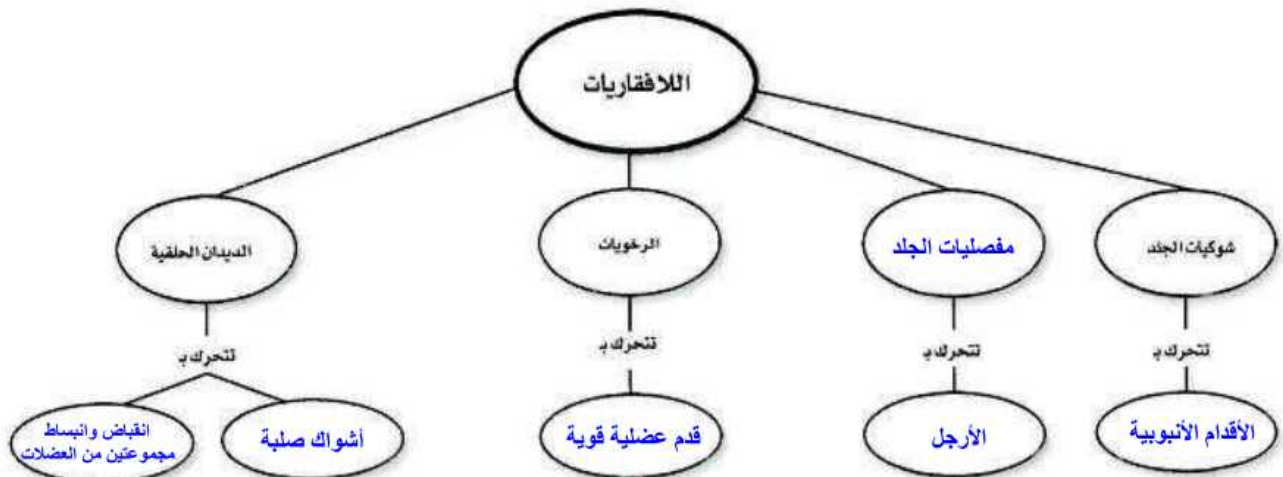 اللافقاريات
شوكيات الجلد
مفصليات الجلد
الرخويات
الديدان الحلقية
تتحرك بـ
تتحرك بـ
تتحرك بـ
تتحرك بـ
الأقدام الأنبوبية
الأرجل
قدم عضلية قوية
أشواك صلبة
انقباض وانبساط
مجموعتين من العضلات